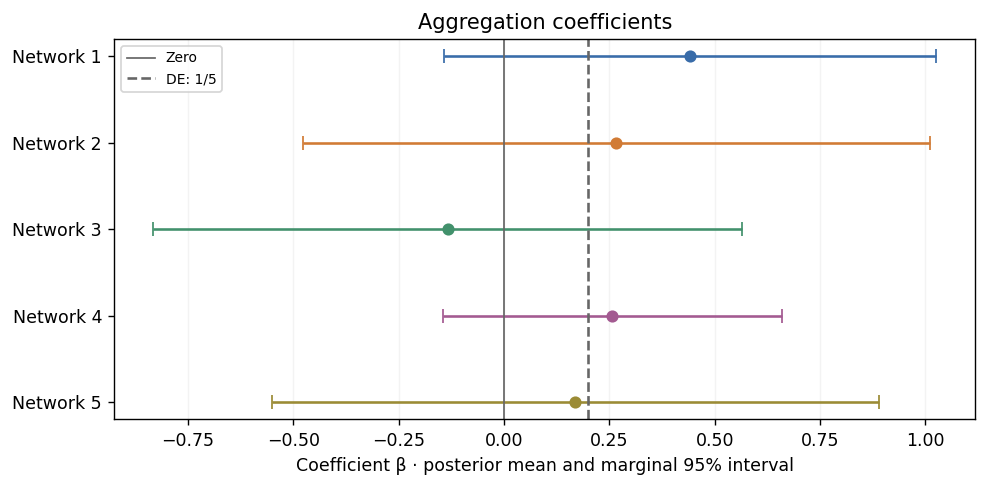 Aggregation coefficients
Zero
DE: 1/5
Network 1
Network 2
Network 3
Network 4
Network 5
−0.75 −0.50 −0.25 0.00 0.25 0.50 0.75 1.00
Coefficient β · posterior mean and marginal 95% interval